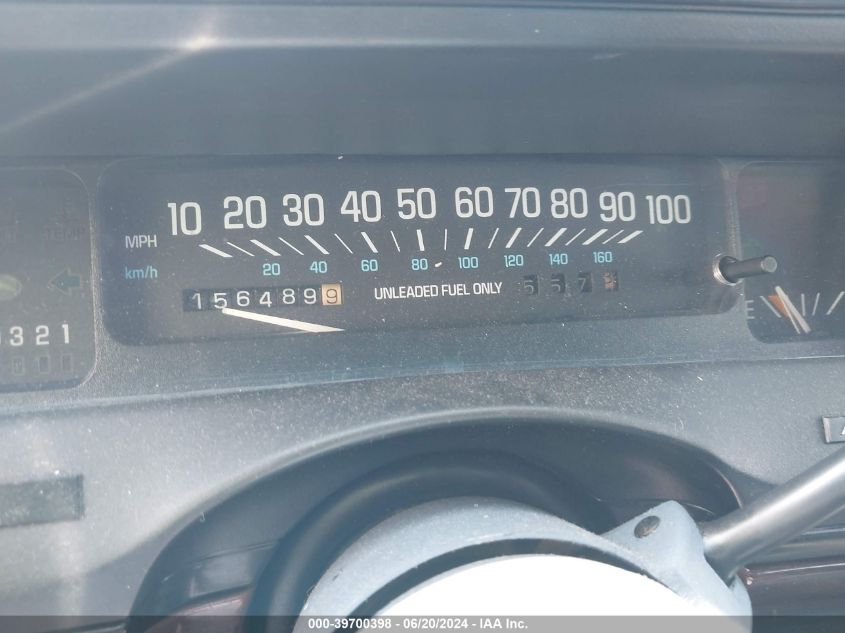 10 20 30 40 50 60 70 80 90 100
MPH
km/h 20 40 60 80 100 120 140 160
TEMP
1564899 UNLEADED FUEL ONLY
E
321
000-39700398 - 06/20/2024 - IAA Inc.